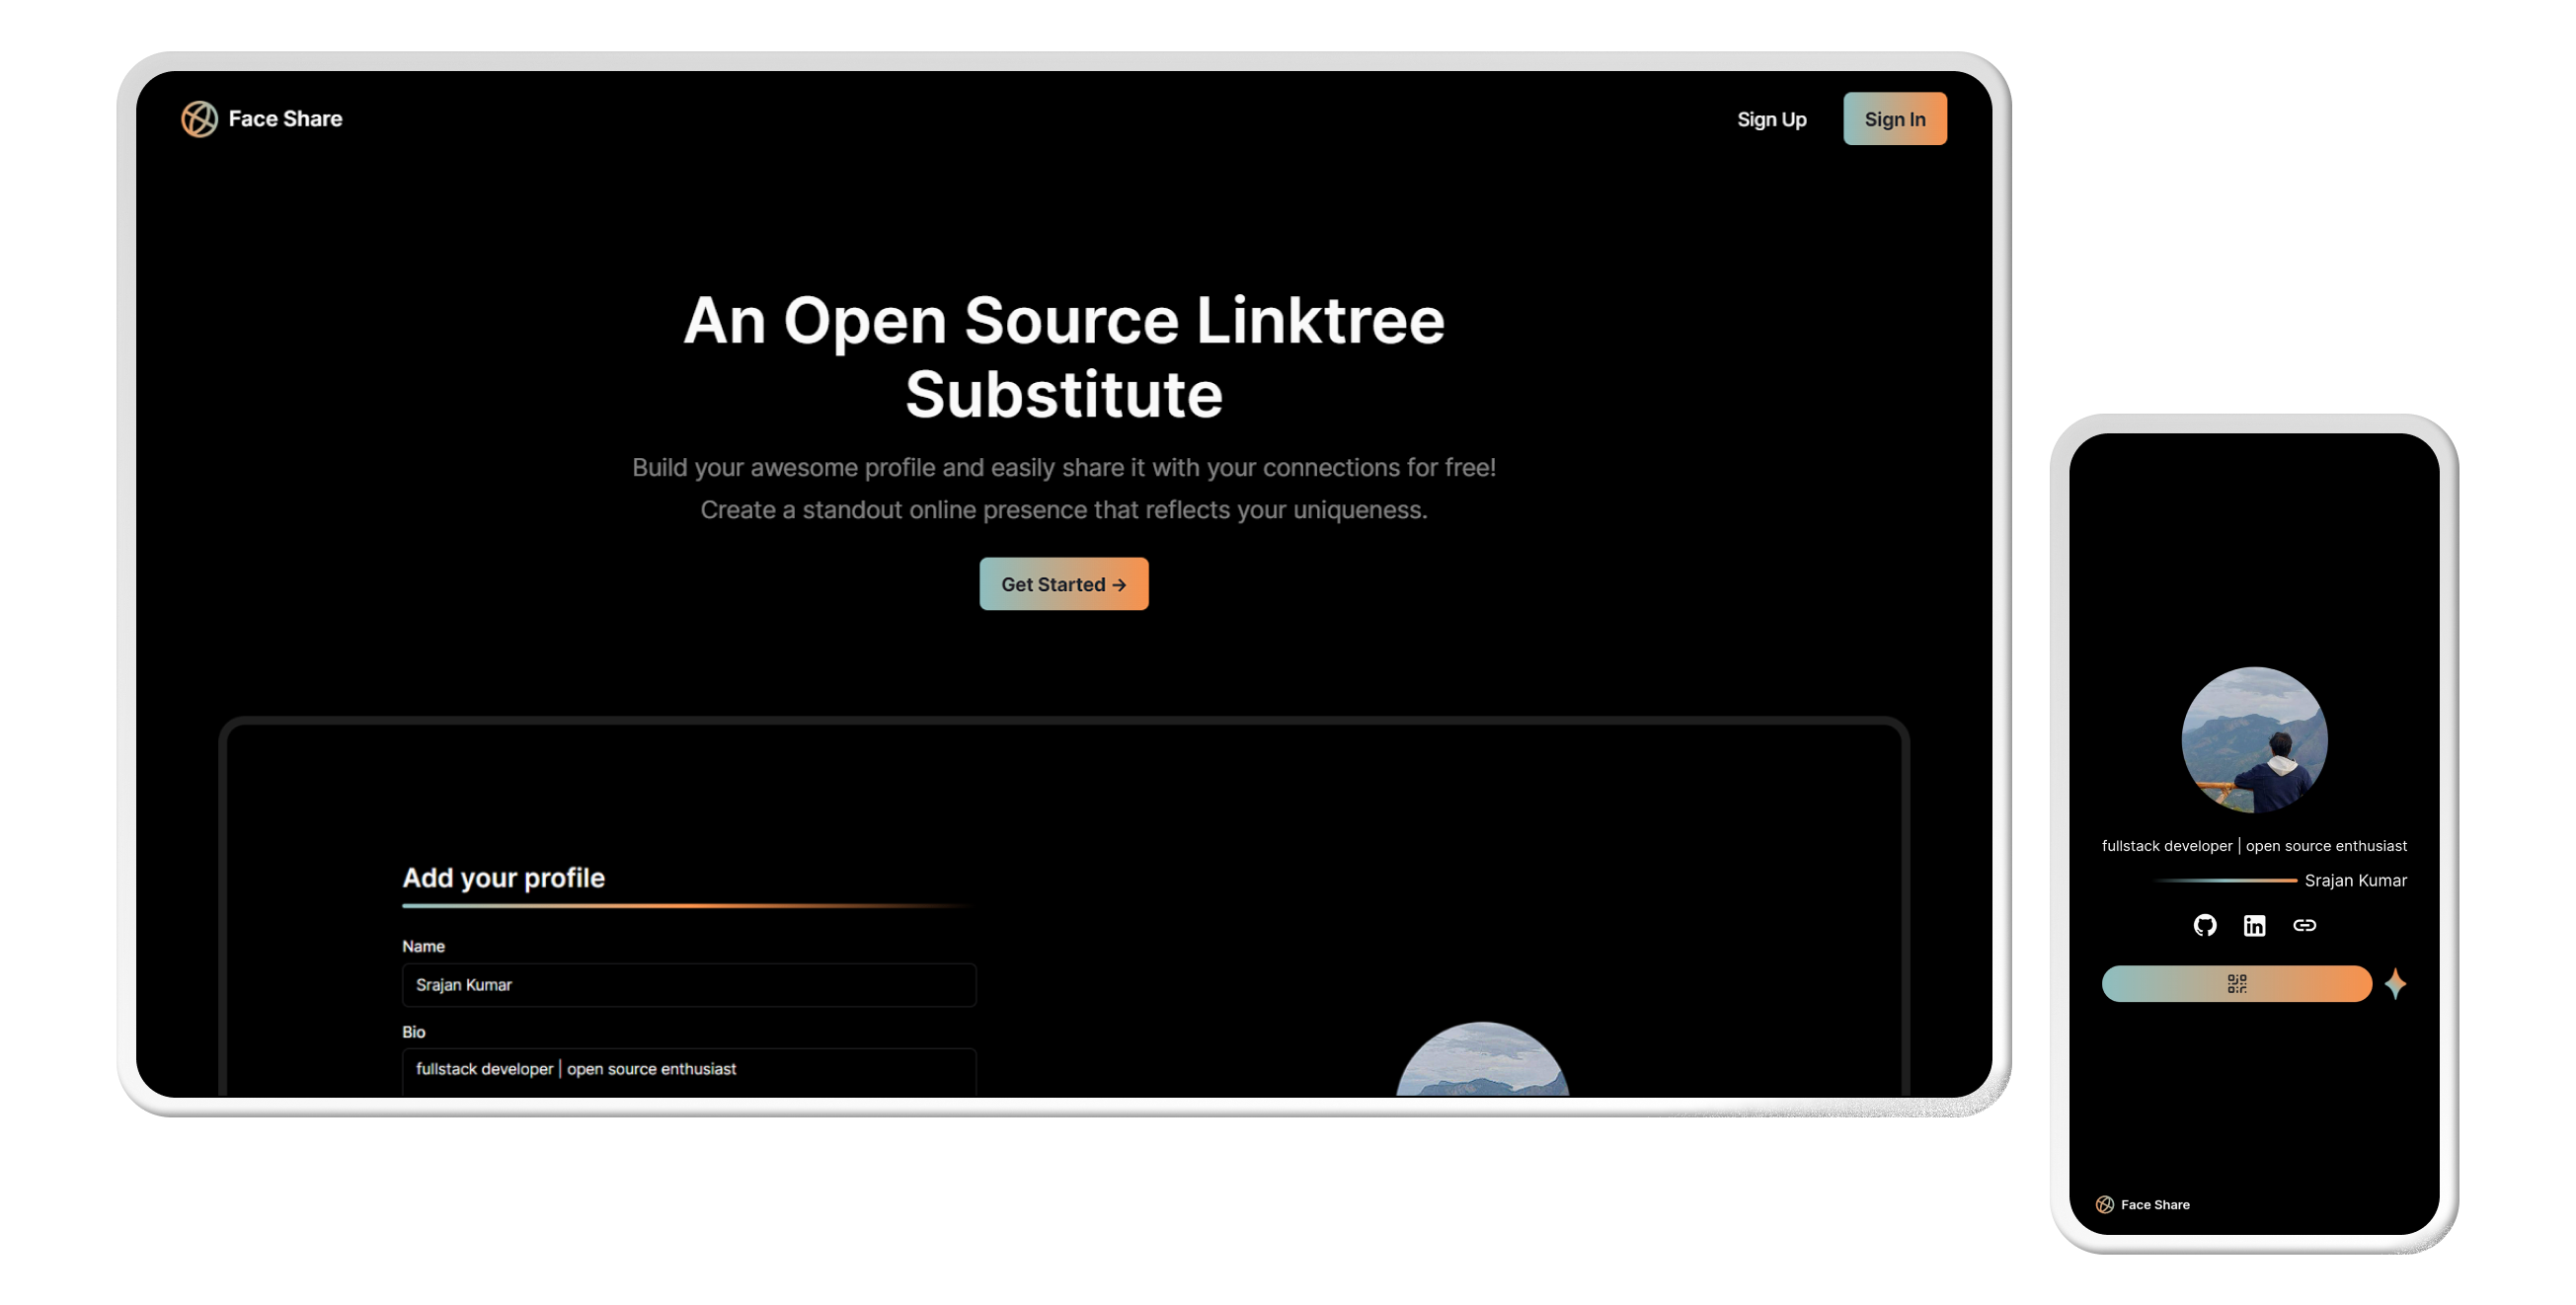 Face Share
Sign Up
Sign In
An Open Source Linktree
Substitute
Build your awesome profile and easily share it with your connections for free!
Create a standout online presence that reflects your uniqueness.
Get Started →
Add your profile
Name
Srajan Kumar
Bio
fullstack developer | open source enthusiast
fullstack developer | open source enthusiast
Srajan Kumar
Face Share